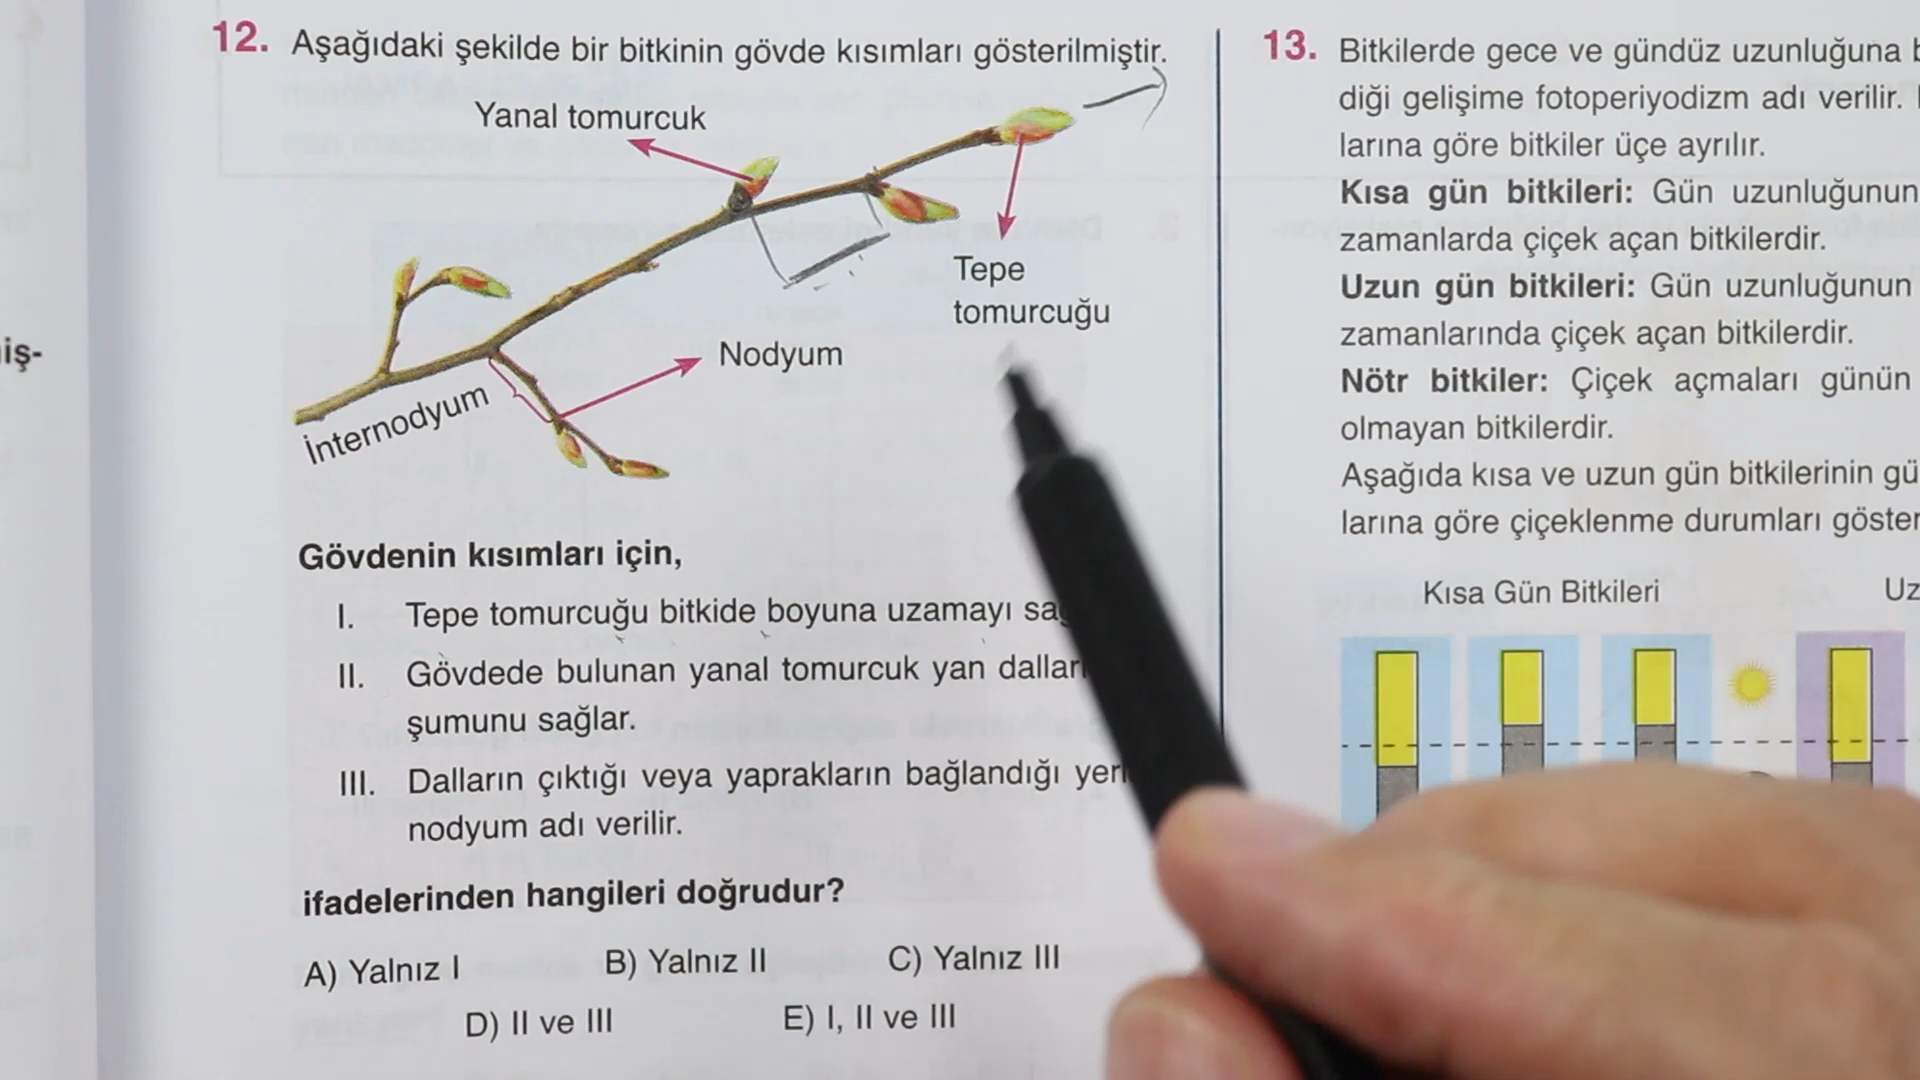 iş-
12. Aşağıdaki şekilde bir bitkinin gövde kısımları gösterilmiştir.
Yanal tomurcuk
Tepe
tomurcuğu
Nodyum
İnternodyum
Gövdenin kısımları için,
I. Tepe tomurcuğu bitkide boyuna uzamayı
II. Gövdede bulunan yanal tomurcuk yan
şumunu sağlar.
III. Dalların çıktığı veya yaprakların bağlandığı
nodyum adı verilir.
ifadelerinden hangileri doğrudur?
A) Yalnız I B) Yalnız II C) Yalnız III
D) II ve III E) I, II ve III
13. Bitkilerde gece ve gündüz uzunluğuna
diği gelişime fotoperiyodizm adı verilir.
larına göre bitkiler üçe ayrılır.
Kısa gün bitkileri: Gün uzunluğunun
zamanlarda çiçek açan bitkilerdir.
Uzun gün bitkileri: Gün uzunluğunun
zamanlarında çiçek açan bitkilerdir.
Nötr bitkiler: Çiçek açmaları günün
olmayan bitkilerdir.
Aşağıda kısa ve uzun gün bitkilerinin gü
larına göre çiçeklenme durumları göster
Kısa Gün Bitkileri Uz